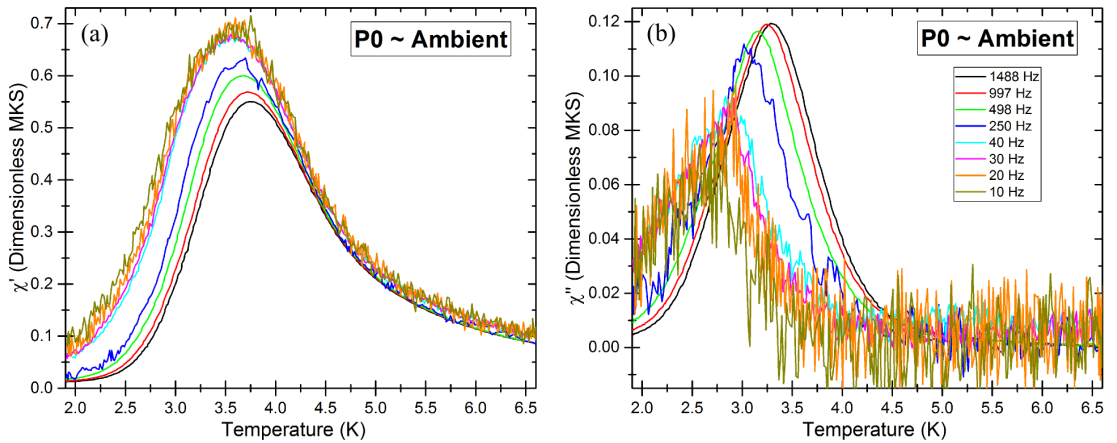 (a)
P0 ~ Ambient
χ' (Dimensionless MKS)
0.7
0.6
0.5
0.4
0.3
0.2
0.1
0.0
2.0 2.5 3.0 3.5 4.0 4.5 5.0 5.5 6.0 6.5
Temperature (K)
(b)
P0 ~ Ambient
1488 Hz
997 Hz
498 Hz
250 Hz
40 Hz
30 Hz
20 Hz
10 Hz
χ'' (Dimensionless MKS)
0.12
0.10
0.08
0.06
0.04
0.02
0.00
2.0 2.5 3.0 3.5 4.0 4.5 5.0 5.5 6.0 6.5
Temperature (K)